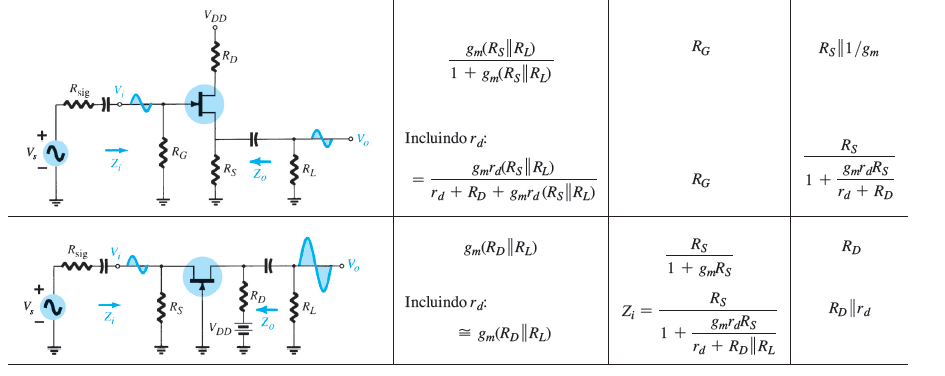 V_DD
R_D
R_sig
V_i
+
V_s
−
Z_i
R_G
R_S
Z_o
R_L
V_o
g_m(R_S‖R_L) / 1 + g_m(R_S‖R_L)
R_G
R_S‖1/g_m
Incluindo r_d:
= g_m r_d(R_S‖R_L) / r_d + R_D + g_m r_d(R_S‖R_L)
R_G
R_S / 1 + g_m r_d R_S / r_d + R_D
R_sig
V_i
+
V_s
−
Z_i
R_S
R_D
V_DD
Z_o
R_L
V_o
g_m(R_D‖R_L)
R_S / 1 + g_m R_S
R_D
Incluindo r_d:
≅ g_m(R_D‖R_L)
Z_i = R_S / 1 + g_m r_d R_S / r_d + R_D‖R_L
R_D‖r_d